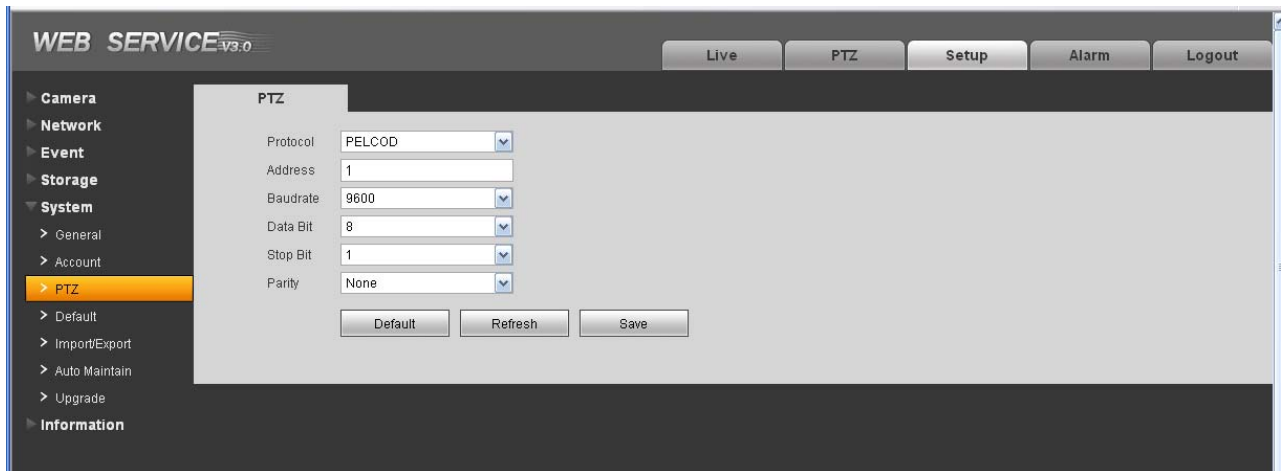 WEB SERVICE V3.0
Live PTZ Setup Alarm Logout
Camera
Network
Event
Storage
System
> General
> Account
> PTZ
> Default
> Import/Export
> Auto Maintain
> Upgrade
Information
PTZ
Protocol PELCOD
Address 1
Baudrate 9600
Data Bit 8
Stop Bit 1
Parity None
Default Refresh Save